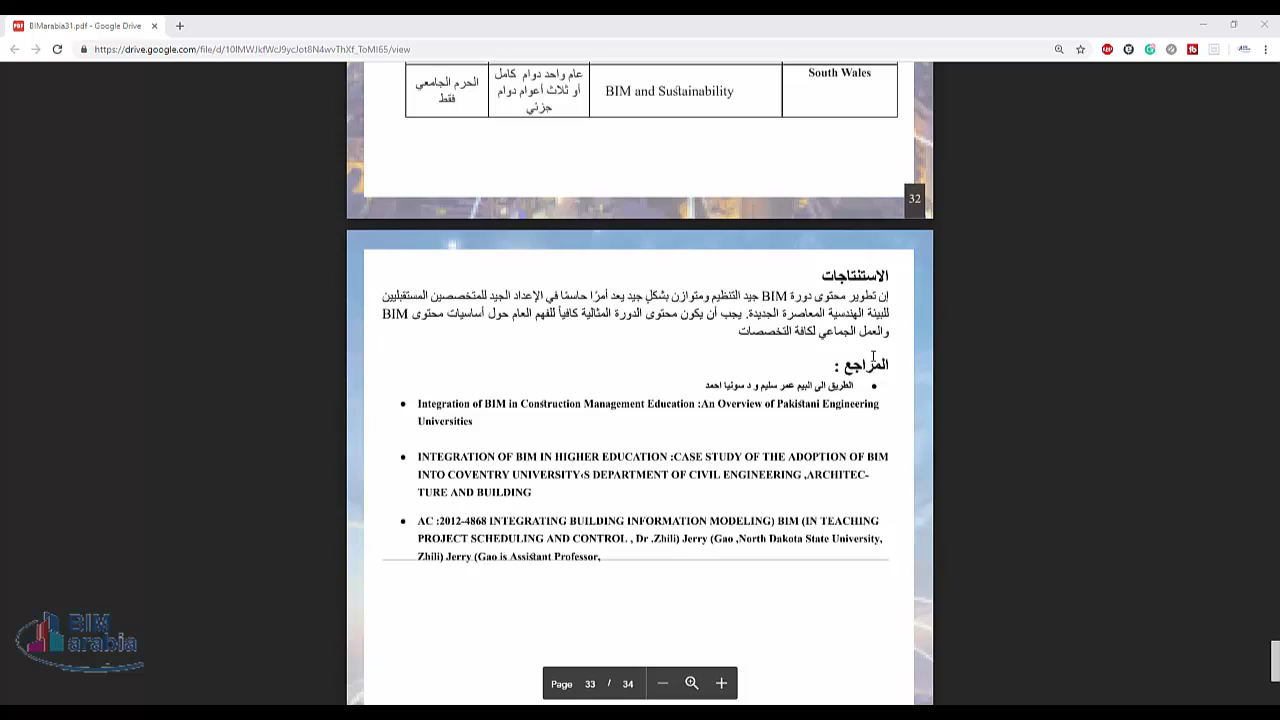 BIMarabia31.pdf - Google Drive
https://drive.google.com/file/d/10IMWJkfWcJ9ycJot8N4wvThXf_ToMI65/view
South Wales
BIM and Sustainability
عام واحد دوام كامل
أو ثلاث أعوام دوام
جزئي
الحرم الجامعي
فقط
32
الاستنتاجات
إن تطوير محتوى دورة BIM جيد التنظيم ومتوازن بشكلٍ جيد يعد أمرًا حاسمًا في الإعداد الجيد للمتخصصين المستقبليين
للبيئة الهندسية المعاصرة الجديدة. يجب أن يكون محتوى الدورة المثالية كافياً للفهم العام حول أساسيات محتوى BIM
والعمل الجماعي لكافة التخصصات
المراجع :
• الطريق الى البيم عمر سليم و د سونيا احمد
• Integration of BIM in Construction Management Education :An Overview of Pakistani Engineering
Universities
• INTEGRATION OF BIM IN HIGHER EDUCATION :CASE STUDY OF THE ADOPTION OF BIM
INTO COVENTRY UNIVERSITY‹S DEPARTMENT OF CIVIL ENGINEERING ,ARCHITEC-
TURE AND BUILDING
• AC :2012-4868 INTEGRATING BUILDING INFORMATION MODELING) BIM (IN TEACHING
PROJECT SCHEDULING AND CONTROL , Dr .Zhili) Jerry (Gao ,North Dakota State University,
Zhili) Jerry (Gao is Assistant Professor,
BIM
arabia
Page 33 / 34